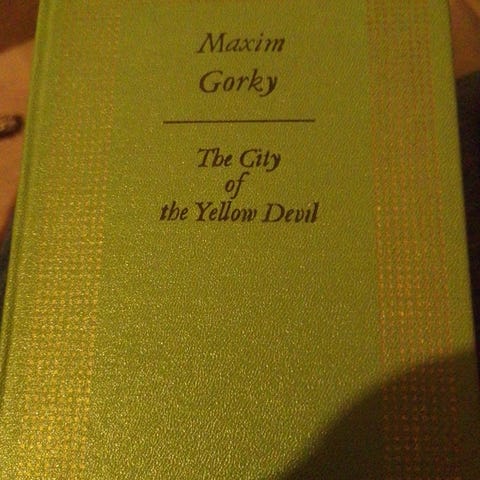 Maxim
Gorky
The City
of
the Yellow Devil